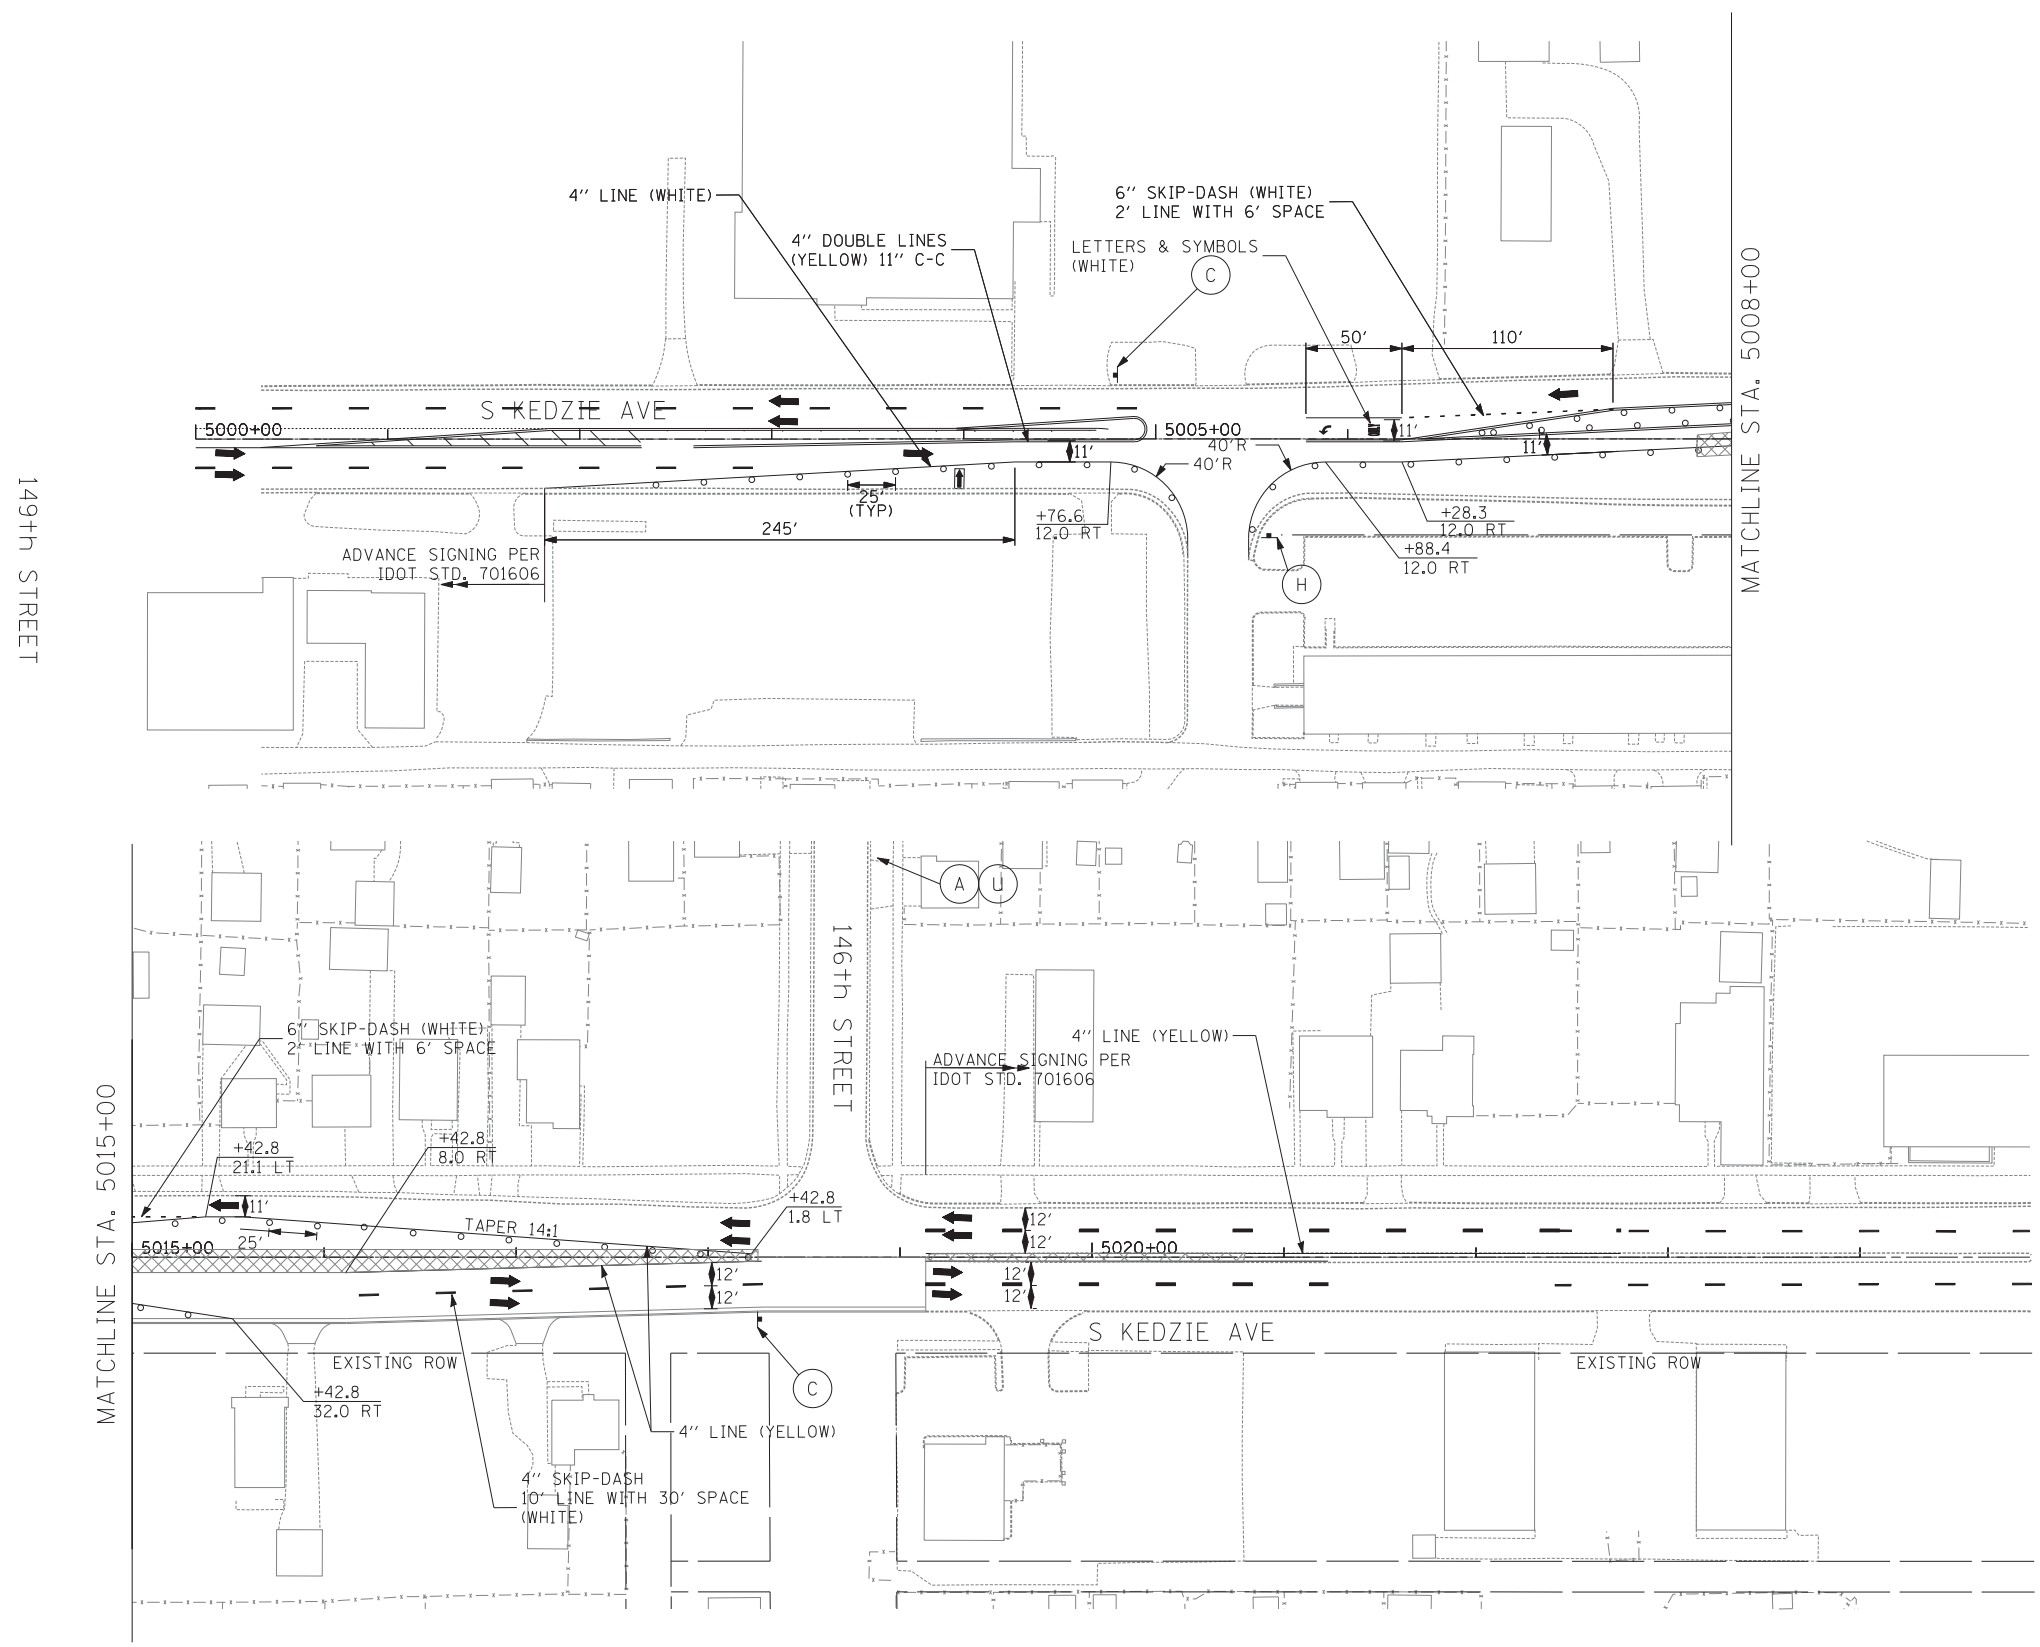 4'' LINE (WHITE)
6'' SKIP-DASH (WHITE)
2' LINE WITH 6' SPACE
4'' DOUBLE LINES
(YELLOW) 11'' C-C
LETTERS & SYMBOLS
(WHITE)
C
50'
110'
S KEDZIE AVE
5000+00
5005+00
11'
11'
11'
40'R
40'R
25'
(TYP)
245'
+76.6
12.0 RT
+28.3
12.0 RT
+88.4
12.0 RT
H
ADVANCE SIGNING PER
IDOT STD. 701606
149th STREET
MATCHLINE STA. 5008+00
A
U
146th STREET
6'' SKIP-DASH (WHITE)
2' LINE WITH 6' SPACE
4'' LINE (YELLOW)
ADVANCE SIGNING PER
IDOT STD. 701606
MATCHLINE STA. 5015+00
+42.8
21.1 LT
+42.8
8.0 RT
+42.8
1.8 LT
11'
TAPER 14:1
25'
5015+00
5020+00
12'
12'
12'
12'
12'
12'
S KEDZIE AVE
EXISTING ROW
EXISTING ROW
+42.8
32.0 RT
C
4'' LINE (YELLOW)
4'' SKIP-DASH
10' LINE WITH 30' SPACE
(WHITE)